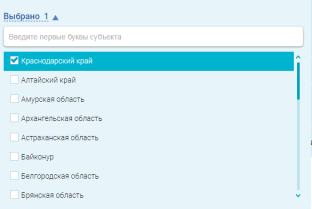 Выбрано 1
Введите первые буквы субъекта
Краснодарский край
Алтайский край
Амурская область
Архангельская область
Астраханская область
Байконур
Белгородская область
Брянская область